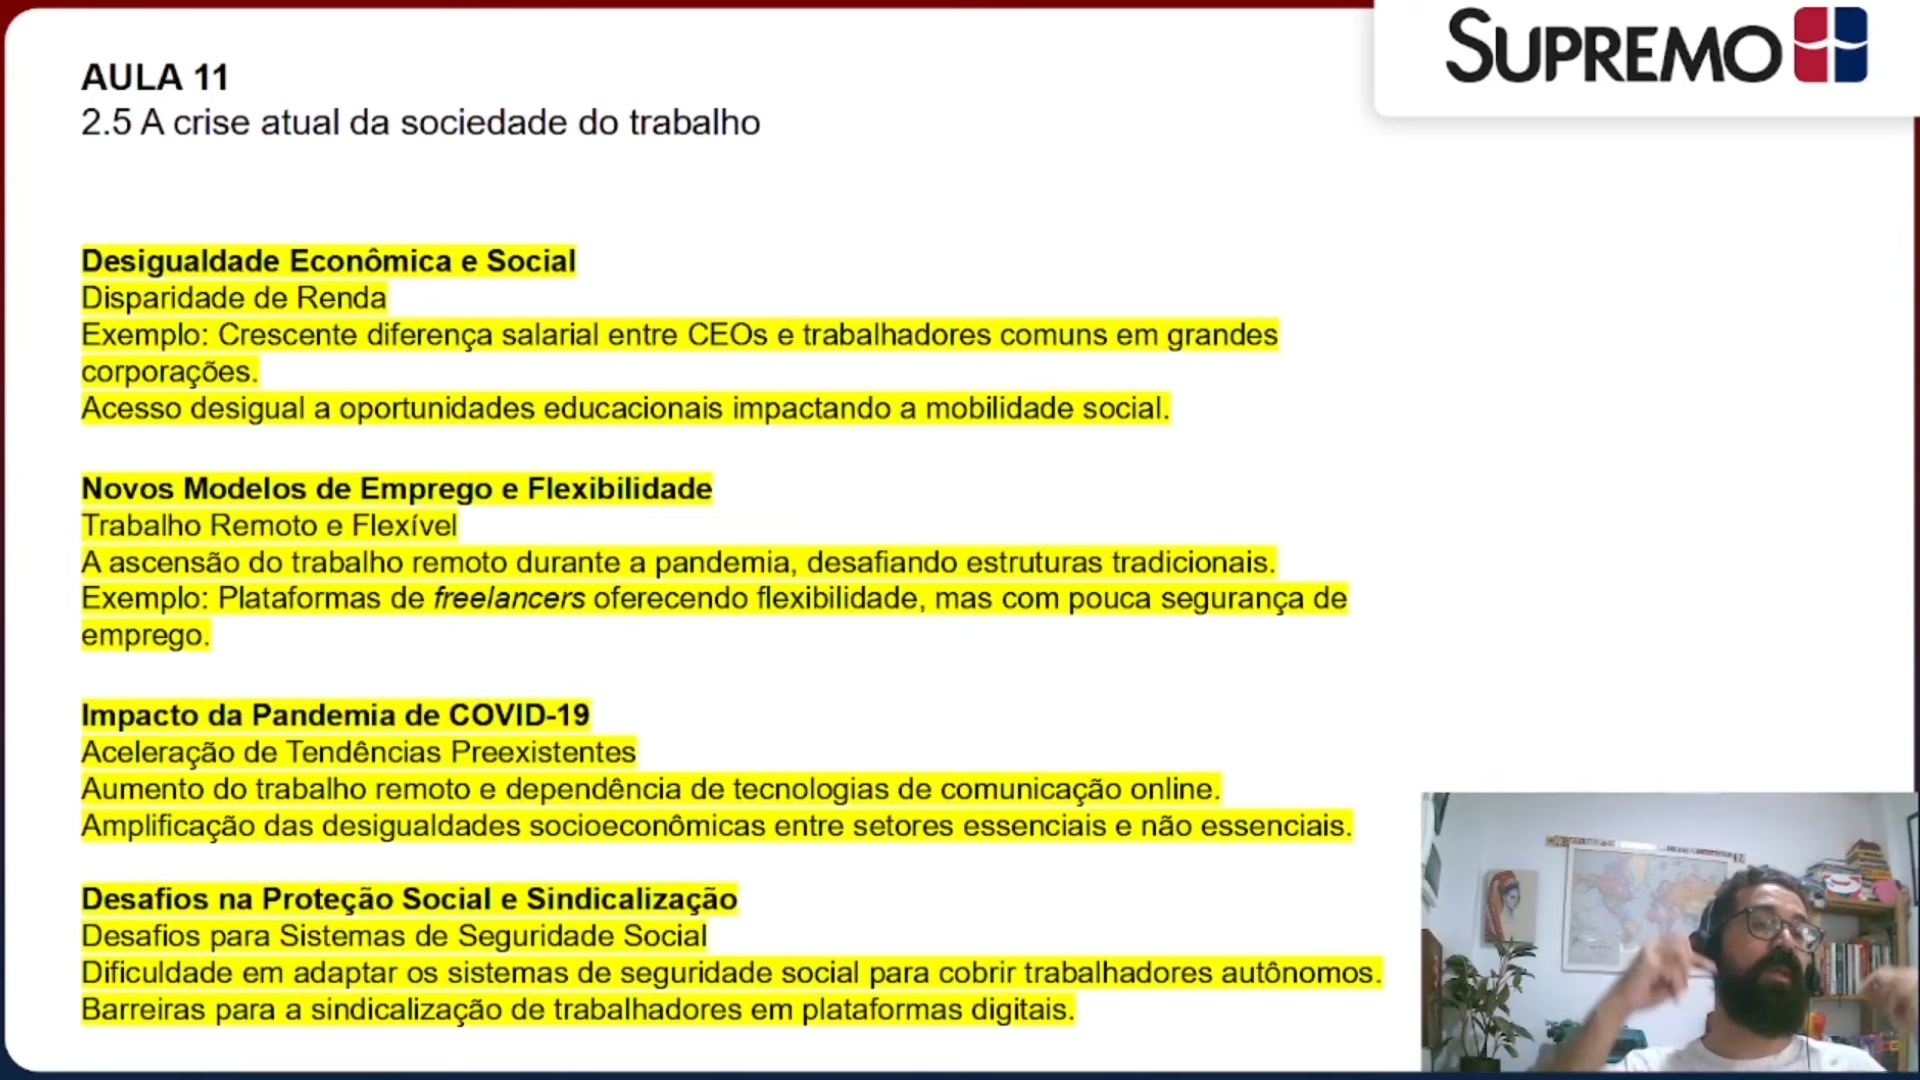 SUPREMO
AULA 11
2.5 A crise atual da sociedade do trabalho
Desigualdade Econômica e Social
Disparidade de Renda
Exemplo: Crescente diferença salarial entre CEOs e trabalhadores comuns em grandes
corporações.
Acesso desigual a oportunidades educacionais impactando a mobilidade social.
Novos Modelos de Emprego e Flexibilidade
Trabalho Remoto e Flexível
A ascensão do trabalho remoto durante a pandemia, desafiando estruturas tradicionais.
Exemplo: Plataformas de freelancers oferecendo flexibilidade, mas com pouca segurança de
emprego.
Impacto da Pandemia de COVID-19
Aceleração de Tendências Preexistentes
Aumento do trabalho remoto e dependência de tecnologias de comunicação online.
Amplificação das desigualdades socioeconômicas entre setores essenciais e não essenciais.
Desafios na Proteção Social e Sindicalização
Desafios para Sistemas de Seguridade Social
Dificuldade em adaptar os sistemas de seguridade social para cobrir trabalhadores autônomos.
Barreiras para a sindicalização de trabalhadores em plataformas digitais.